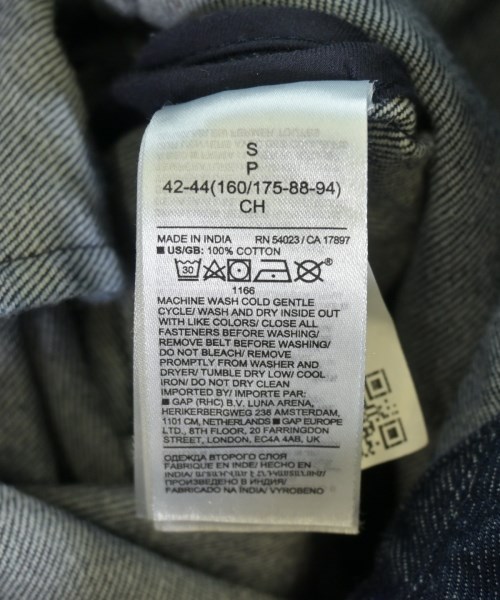 S
P
42-44(160/175-88-94)
CH
MADE IN INDIA RN 54023 / CA 17897
■ US/GB: 100% COTTON
30
®
1166
MACHINE WASH COLD GENTLE
CYCLE/ WASH AND DRY INSIDE OUT
WITH LIKE COLORS/ CLOSE ALL
FASTENERS BEFORE WASHING/
REMOVE BELT BEFORE WASHING/
DO NOT BLEACH/ REMOVE
PROMPTLY FROM WASHER AND
DRYER/ TUMBLE DRY LOW/ COOL
IRON/ DO NOT DRY CLEAN
IMPORTED BY/ IMPORTE PAR:
■ GAP (RHC) B.V. LUNA ARENA,
HERIKERBERGWEG 238 AMSTERDAM,
1101 CM, NETHERLANDS ■ GAP EUROPE
LTD., 8TH FLOOR, 20 FARRINGDON
STREET, LONDON, EC4A 4AB, UK
ОДЕЖДА ВТОРОГО СЛОЯ
FABRIQUE EN INDE/ HECHO EN
INDIA/
ПРОИЗВЕДЕНО В ИНДИИ/
FABRICADO NA ÍNDIA/ VYROBENO